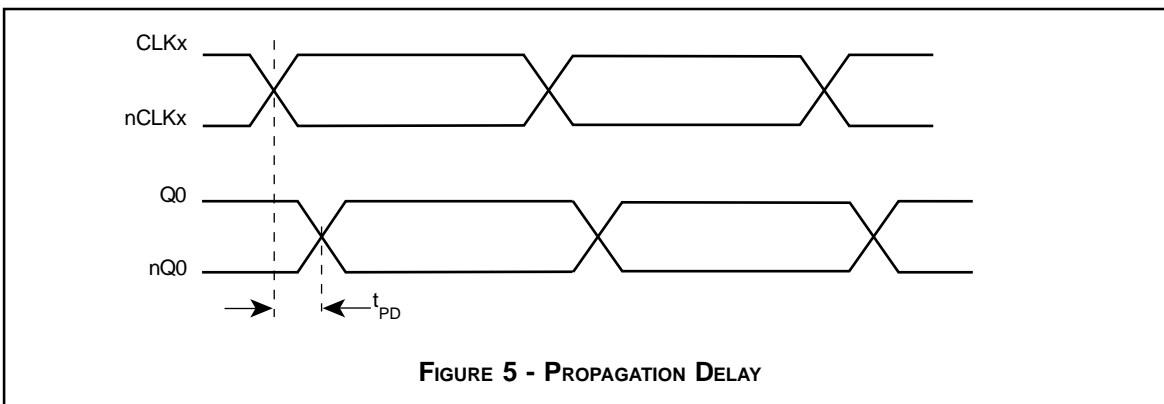 CLKx
nCLKx
Q0
nQ0
tPD
FIGURE 5 - PROPAGATION DELAY